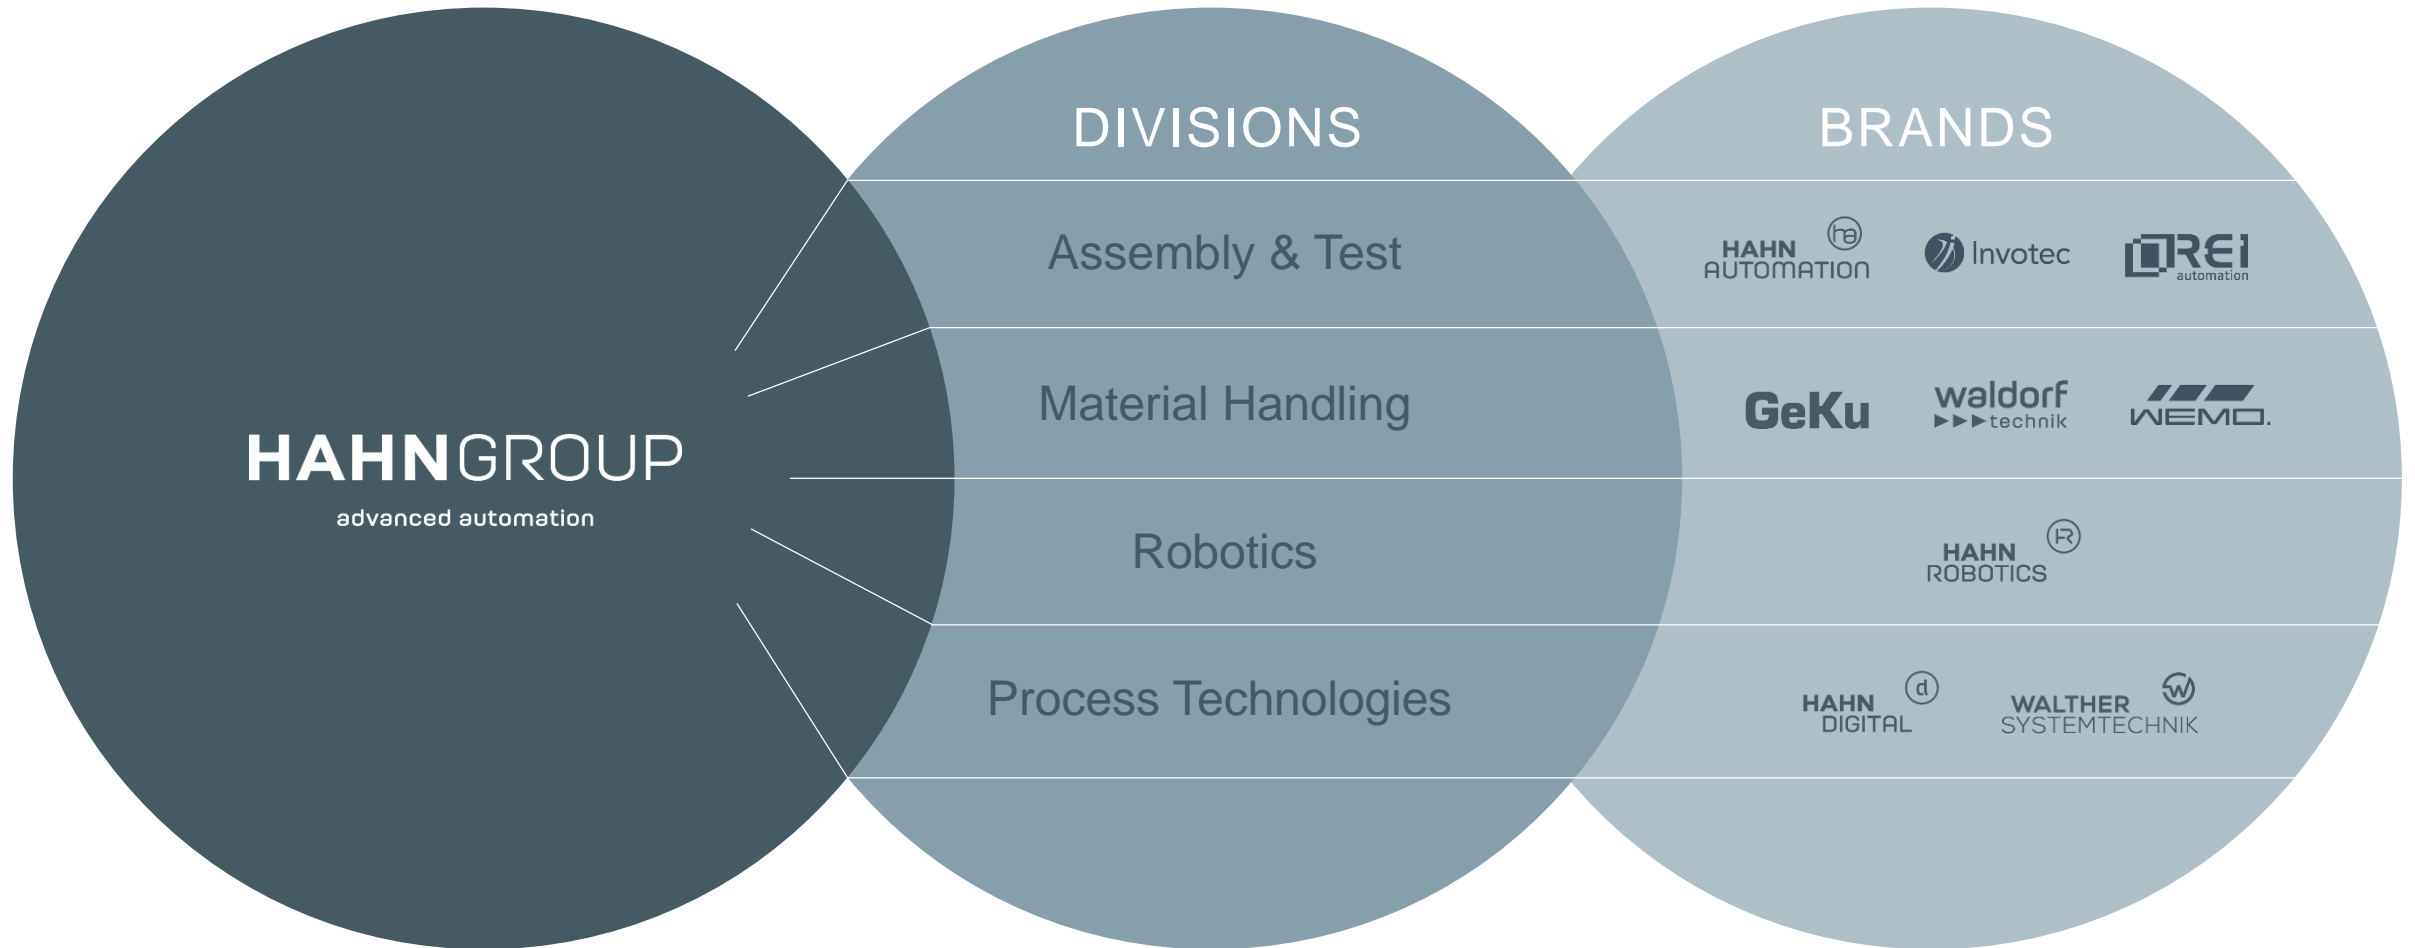 HAHNGROUP
advanced automation
DIVISIONS
BRANDS
Assembly & Test
HAHN
AUTOMATION
ha
Invotec
REI
automation
Material Handling
GeKu
waldorf
technik
WEMO.
Robotics
HAHN
ROBOTICS
R
Process Technologies
HAHN
DIGITAL
d
WALTHER
SYSTEMTECHNIK
W